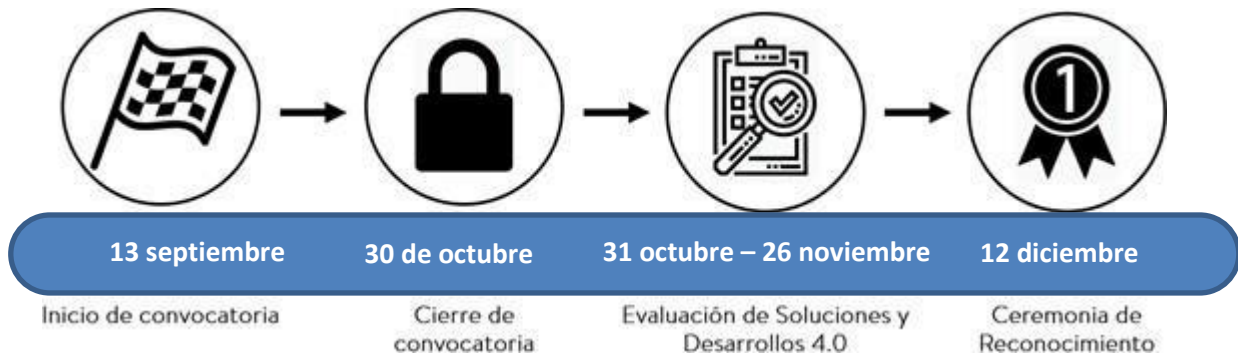 1
13 septiembre
30 de octubre
31 octubre – 26 noviembre
12 diciembre
Inicio de convocatoria
Cierre de
convocatoria
Evaluación de Soluciones y
Desarrollos 4.0
Ceremonia de
Reconocimiento